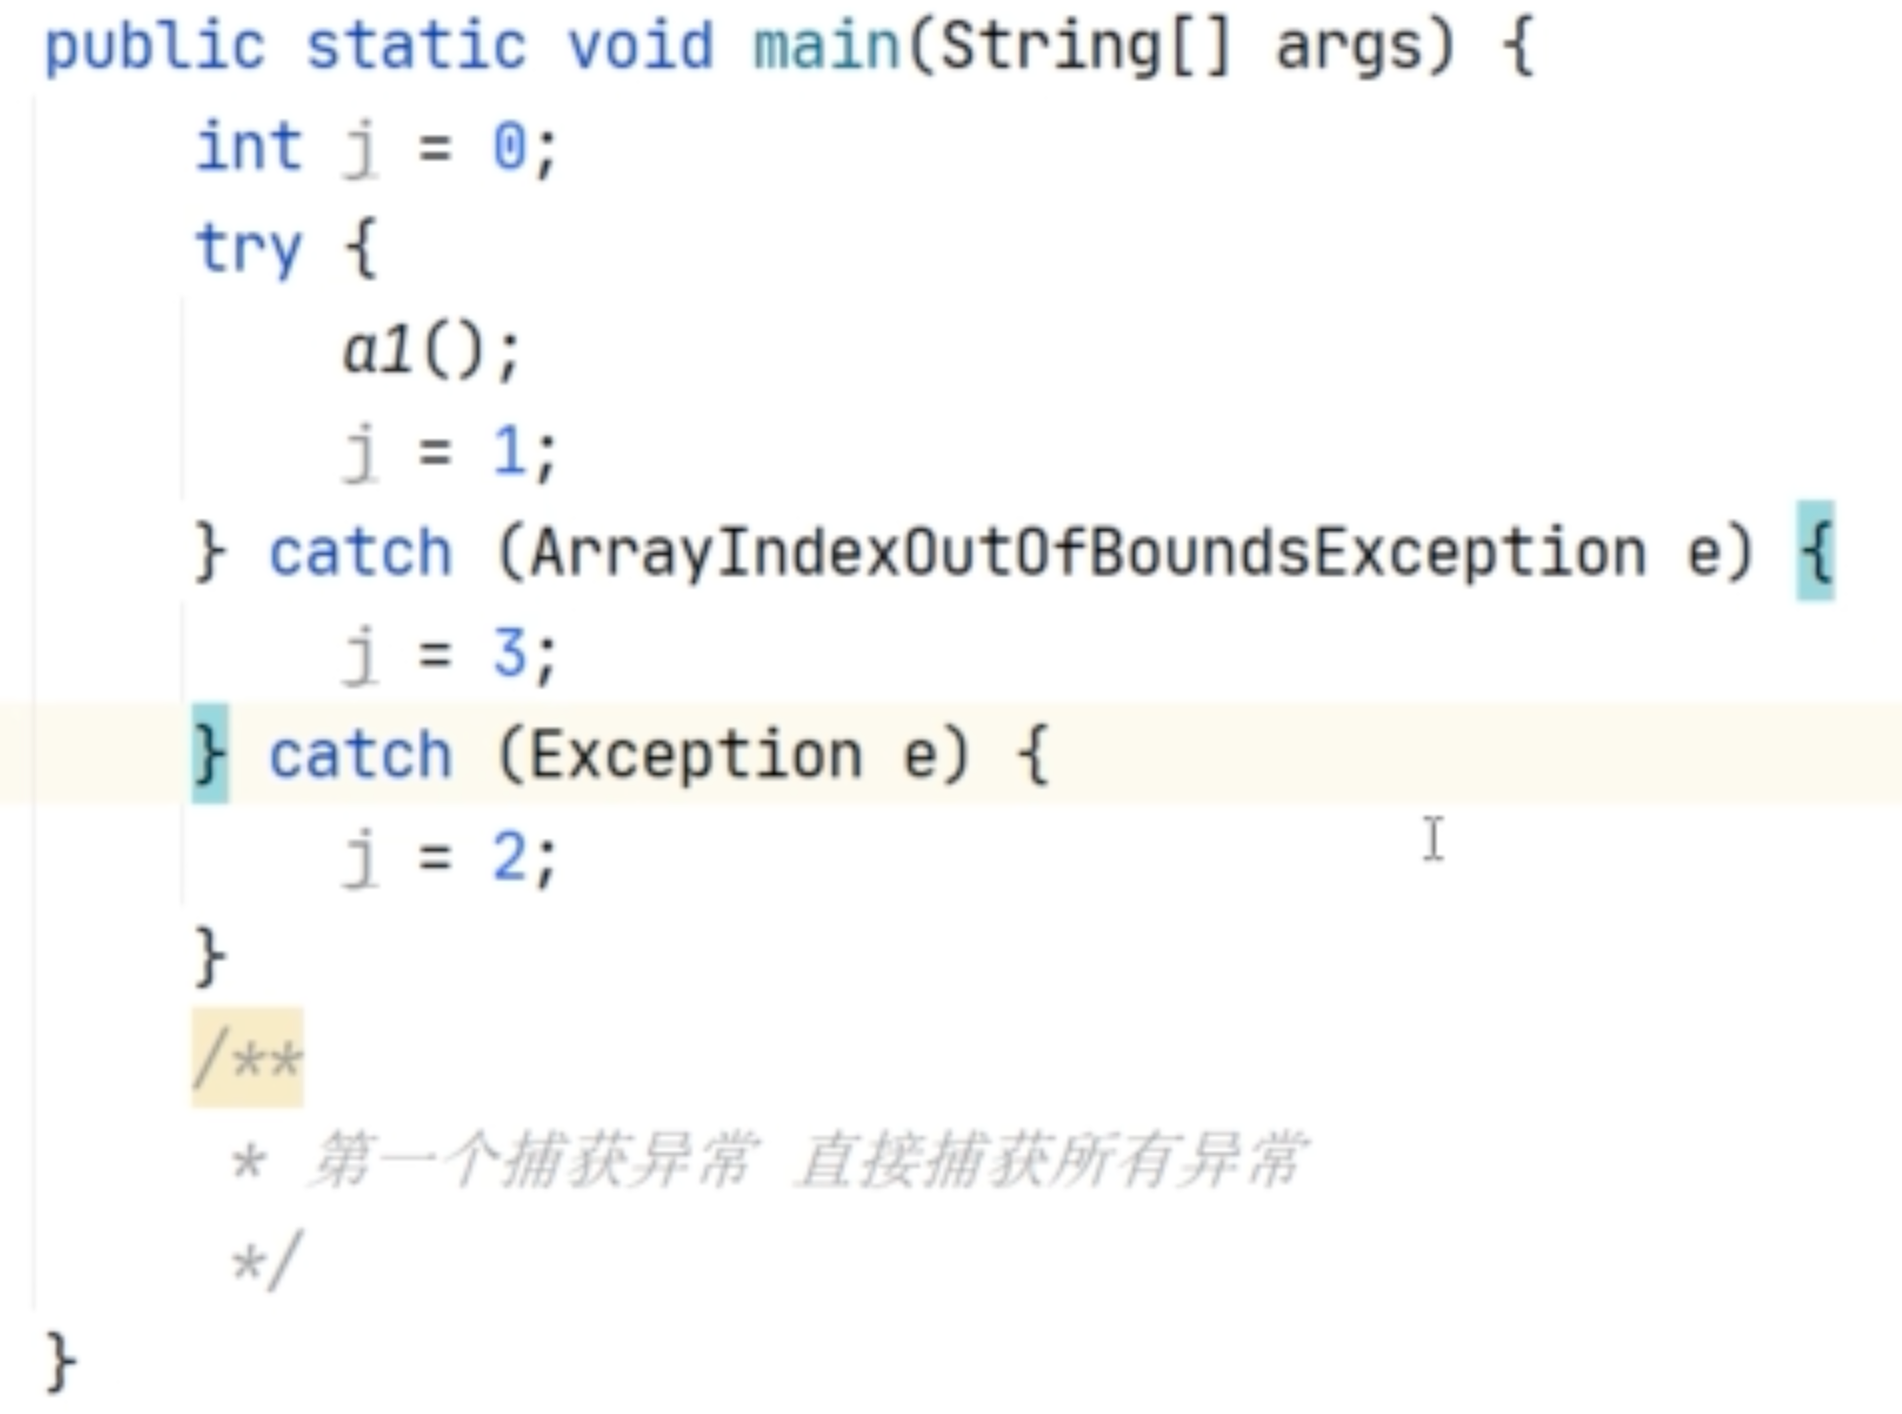 public static void main(String[] args) {
int j = 0;
try {
a1();
j = 1;
} catch (ArrayIndexOutOfBoundsException e) {
j = 3;
} catch (Exception e) {
j = 2;
}
/**
* 第一个捕获异常 直接捕获所有异常
*/
}